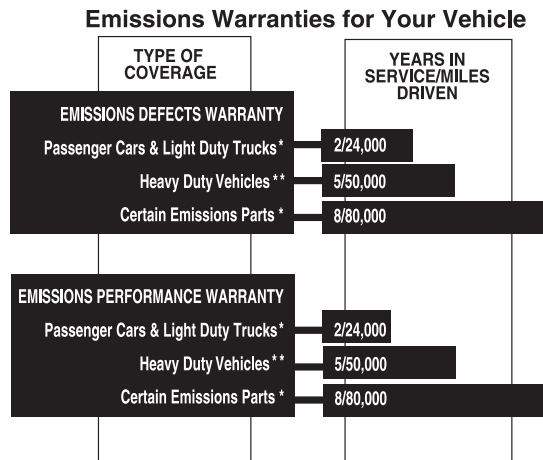 Emissions Warranties for Your Vehicle
TYPE OF
COVERAGE
YEARS IN
SERVICE/MILES
DRIVEN
EMISSIONS DEFECTS WARRANTY
Passenger Cars & Light Duty Trucks* 2/24,000
Heavy Duty Vehicles** 5/50,000
Certain Emissions Parts * 8/80,000
EMISSIONS PERFORMANCE WARRANTY
Passenger Cars & Light Duty Trucks* 2/24,000
Heavy Duty Vehicles** 5/50,000
Certain Emissions Parts * 8/80,000